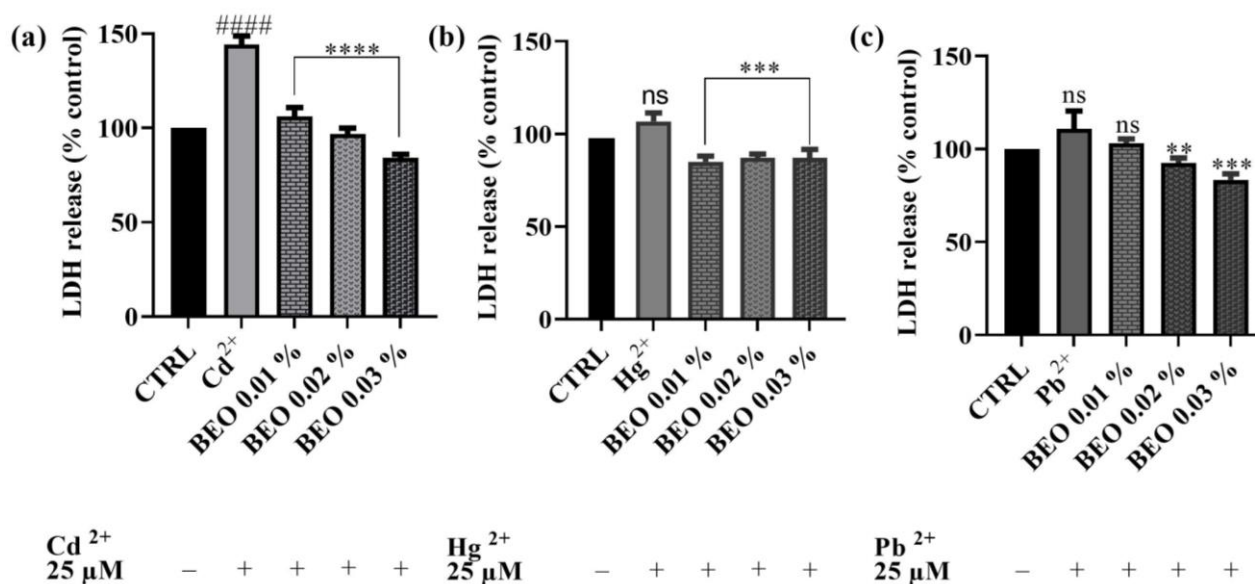 (a)
LDH release (% control)
150
100
50
0
####
****
CTRL
Cd²⁺
BEO 0.01 %
BEO 0.02 %
BEO 0.03 %
Cd ²⁺
25 µM – + + + +
(b)
LDH release (% control)
150
100
50
0
ns
***
CTRL
Hg²⁺
BEO 0.01 %
BEO 0.02 %
BEO 0.03 %
Hg ²⁺
25 µM – + + + +
(c)
LDH release (% control)
150
100
50
0
ns
ns
**
***
CTRL
Pb²⁺
BEO 0.01 %
BEO 0.02 %
BEO 0.03 %
Pb ²⁺
25 µM – + + + +